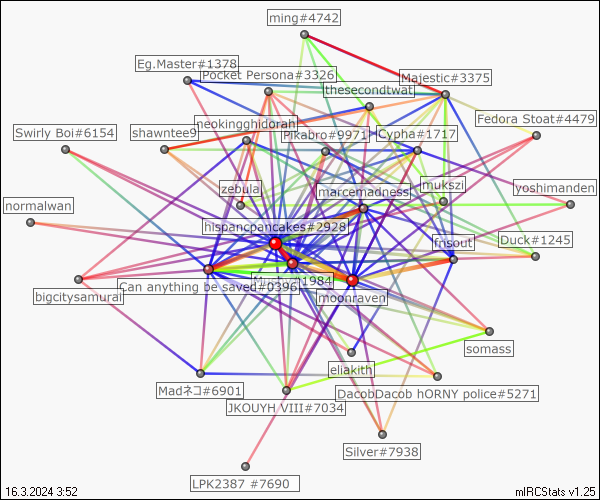 ming#4742
Eg.Master#1378
Pocket Persona#3326
Majestic#3375
thesecondtwat
Fedora Stoat#4479
neokingghidorah
Swirly Boi#6154
shawntee9
Pikabro#9971
Cypha#1717
zebulal
marcemadness
mukszi
yoshimanden
normalwan
hispancpancakes#2928
fnsout
Duck#1245
Can anything be saved#0396
#1984
bigcitysamurai
moonraven
somass
eliakith
Madネコ#6901
DacobDacob hORNY police#5271
JKOUYH VIII#7034
Silver#7938
LPK2387 #7690
16.3.2024 3:52
mIRCStats v1.25